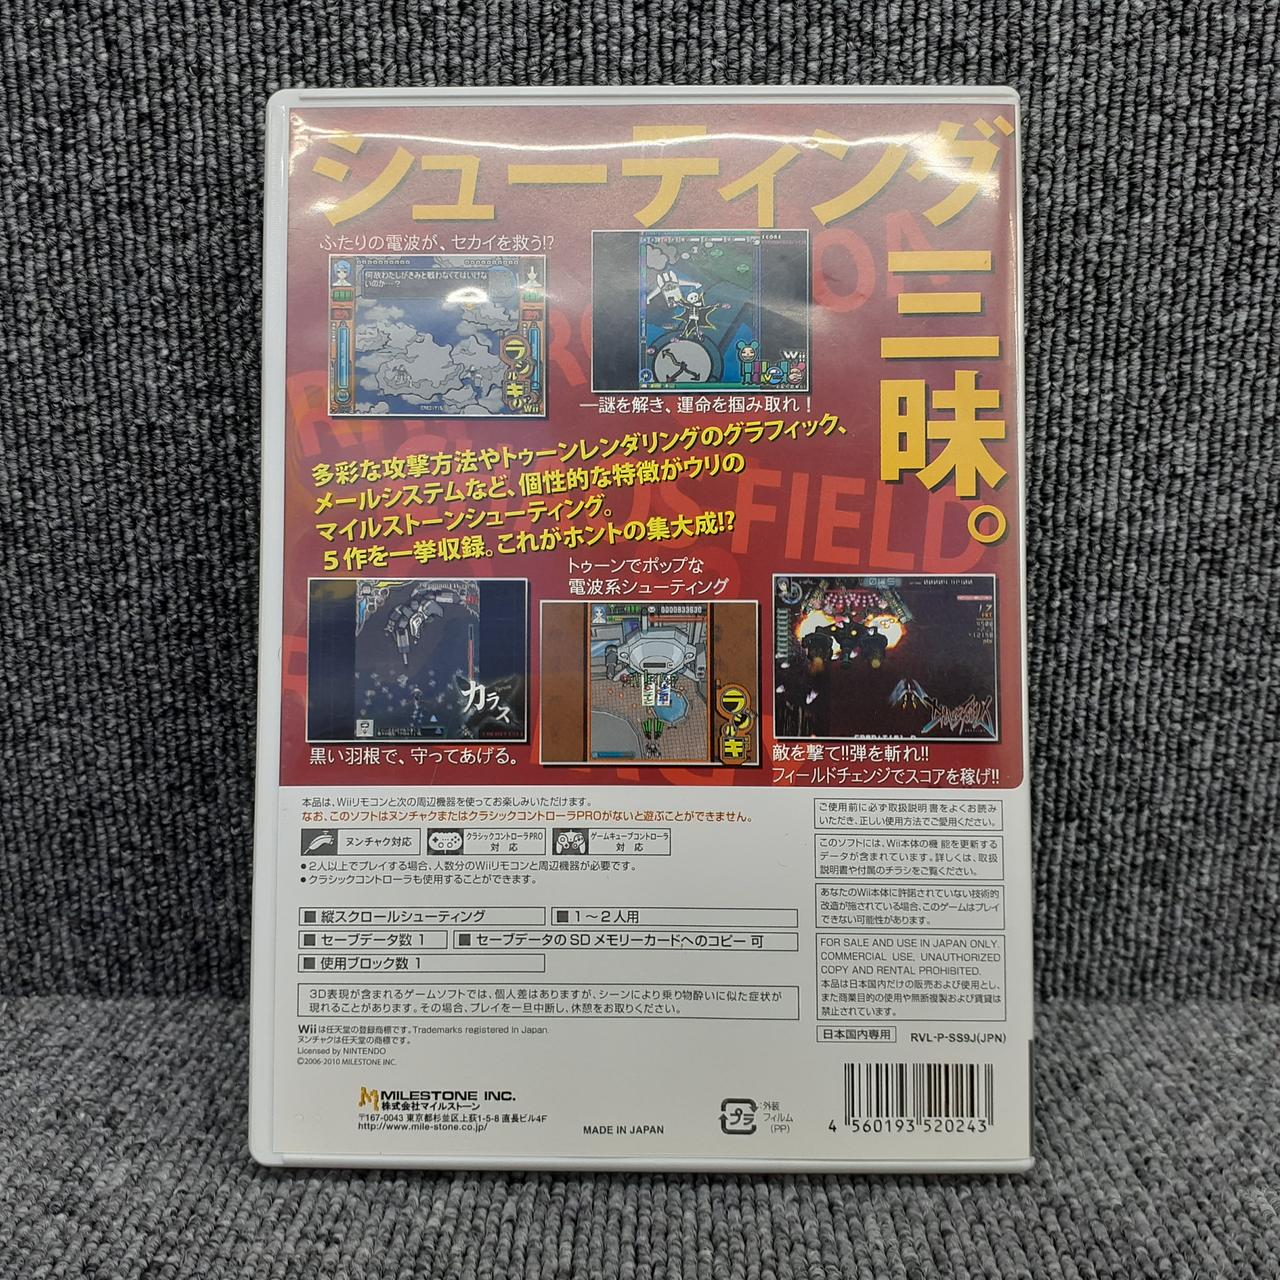 シューティング三昧。
ふたりの電波が、セカイを救う!?
何故わたしがきみと戦わなくてはいけな
いのか…?
ラジルギ
Wii
SCORE
Wii
―謎を解き、運命を掴み取れ!
多彩な攻撃方法やトゥーンレンダリングのグラフィック、
メールシステムなど、個性的な特徴がウリの
マイルストーンシューティング。
5作を一挙収録。これがホントの集大成!?
FIELD
トゥーンでポップな
電波系シューティング
カラス
ラジルギ
黒い羽根で、守ってあげる。
敵を撃て!!弾を斬れ!!
フィールドチェンジでスコアを稼げ!!
本品は、Wiiリモコンと次の周辺機器を使ってお楽しみいただけます。
なお、このソフトはヌンチャクまたはクラシックコントローラPROがないと遊ぶことができません。
ヌンチャク対応
クラシックコントローラPRO
対応
ゲームキューブコントローラ
対応
●2人以上でプレイする場合、人数分のWiiリモコンと周辺機器が必要です。
●クラシックコントローラも使用することができます。
■縦スクロールシューティング
■1～2人用
■セーブデータ数 1
■セーブデータのSDメモリーカードへのコピー 可
■使用ブロック数 1
3D表現が含まれるゲームソフトでは、個人差はありますが、シーンにより乗り物酔いに似た症状が
現れることがあります。その場合、プレイを一旦中断し、休憩をお取りください。
Wiiは任天堂の登録商標です。Trademarks registered in Japan.
ヌンチャクは任天堂の商標です。
Licensed by NINTENDO
©2006-2010 MILESTONE INC.
ご使用前に必ず取扱説明書をよくお読み
いただき、正しい使用方法でご愛用ください。
このソフトには、Wii本体の機能を更新する
データが含まれています。詳しくは、取扱
説明書や付属のチラシをご覧ください。
あなたのWii本体に許諾されていない技術的
改造が施されている場合、このゲームはプレイ
できない可能性があります。
FOR SALE AND USE IN JAPAN ONLY.
COMMERCIAL USE, UNAUTHORIZED
COPY AND RENTAL PROHIBITED.
本品は日本国内だけの販売および使用とし、
また商業目的の使用や無断複製および賃貸は
禁止されています。
日本国内専用
RVL-P-SS9J(JPN)
MILESTONE INC.
株式会社マイルストーン
〒167-0043 東京都杉並区上荻1-5-8 直長ビル4F
http://www.mile-stone.co.jp/
MADE IN JAPAN
プラ
:外装
フィルム
(PP)
4 560193 520243